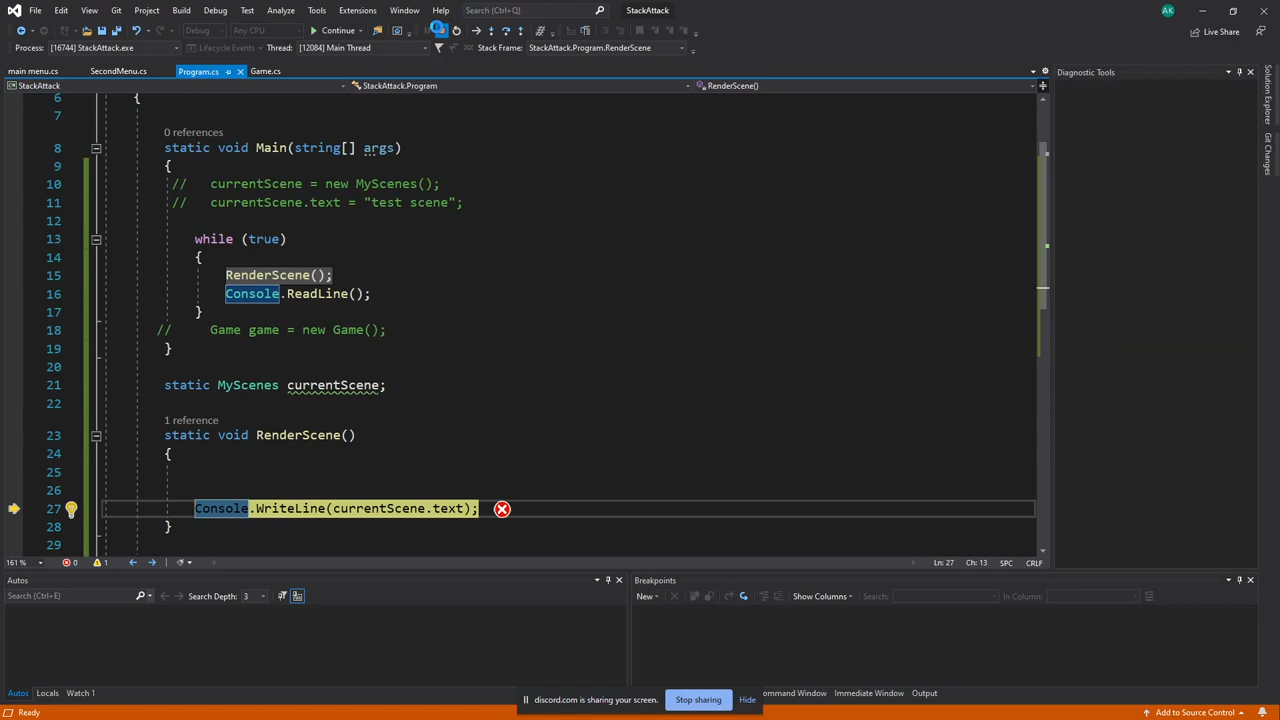 File Edit View Git Project Build Debug Test Analyze Tools Extensions Window Help Search (Ctrl+Q) StackAttack AK
Debug Any CPU Continue Live Share
Process: [16744] StackAttack.exe Lifecycle Events Thread: [12084] Main Thread Stack Frame: StackAttack.Program.RenderScene
main menu.cs SecondMenu.cs Program.cs Game.cs Diagnostic Tools
StackAttack StackAttack.Program RenderScene()
Solution Explorer
Git Changes
6 {
7
0 references
8 static void Main(string[] args)
9 {
10 // currentScene = new MyScenes();
11 // currentScene.text = "test scene";
12
13 while (true)
14 {
15 RenderScene();
16 Console.ReadLine();
17 }
18 // Game game = new Game();
19 }
20
21 static MyScenes currentScene;
22
1 reference
23 static void RenderScene()
24 {
25
26
27 Console.WriteLine(currentScene.text);
28 }
29
161 % 0 1 Ln: 27 Ch: 13 SPC CRLF
Autos Breakpoints
Search (Ctrl+E) Search Depth: 3 New Show Columns Search: In Column:
Autos Locals Watch 1 ommand Window Immediate Window Output
discord.com is sharing your screen. Stop sharing Hide
Ready Add to Source Control